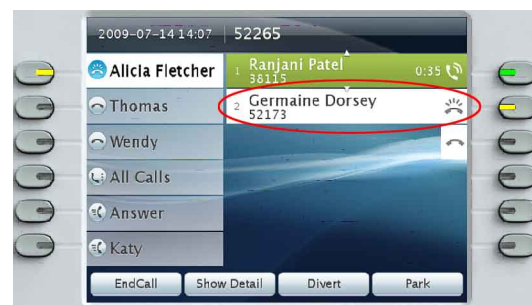 2009-07-14 14:07 52265
Alicia Fletcher
Thomas
Wendy
All Calls
Answer
Katy
1 Ranjani Patel 0:35
38115
2 Germaine Dorsey
52173
EndCall Show Detail Divert Park